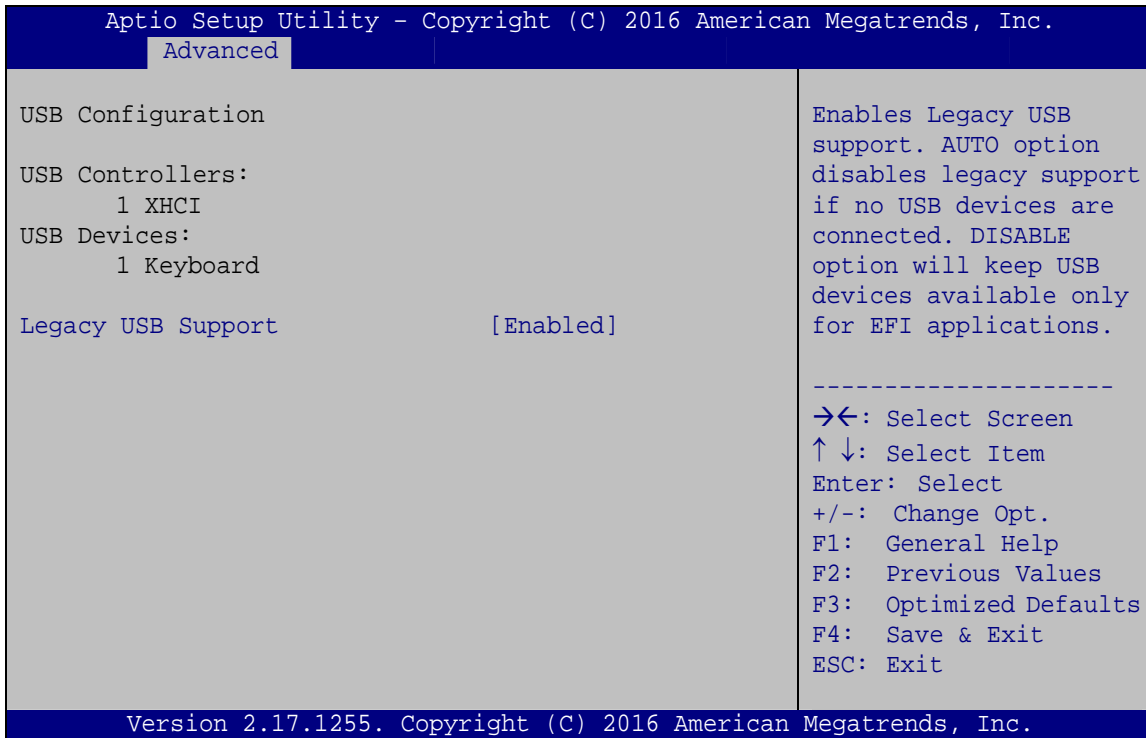 Aptio Setup Utility – Copyright (C) 2016 American Megatrends, Inc.
Advanced
USB Configuration
USB Controllers:
1 XHCI
USB Devices:
1 Keyboard
Legacy USB Support [Enabled]
Enables Legacy USB
support. AUTO option
disables legacy support
if no USB devices are
connected. DISABLE
option will keep USB
devices available only
for EFI applications.
---------------------
→←: Select Screen
↑ ↓: Select Item
Enter: Select
+/-: Change Opt.
F1: General Help
F2: Previous Values
F3: Optimized Defaults
F4: Save & Exit
ESC: Exit
Version 2.17.1255. Copyright (C) 2016 American Megatrends, Inc.